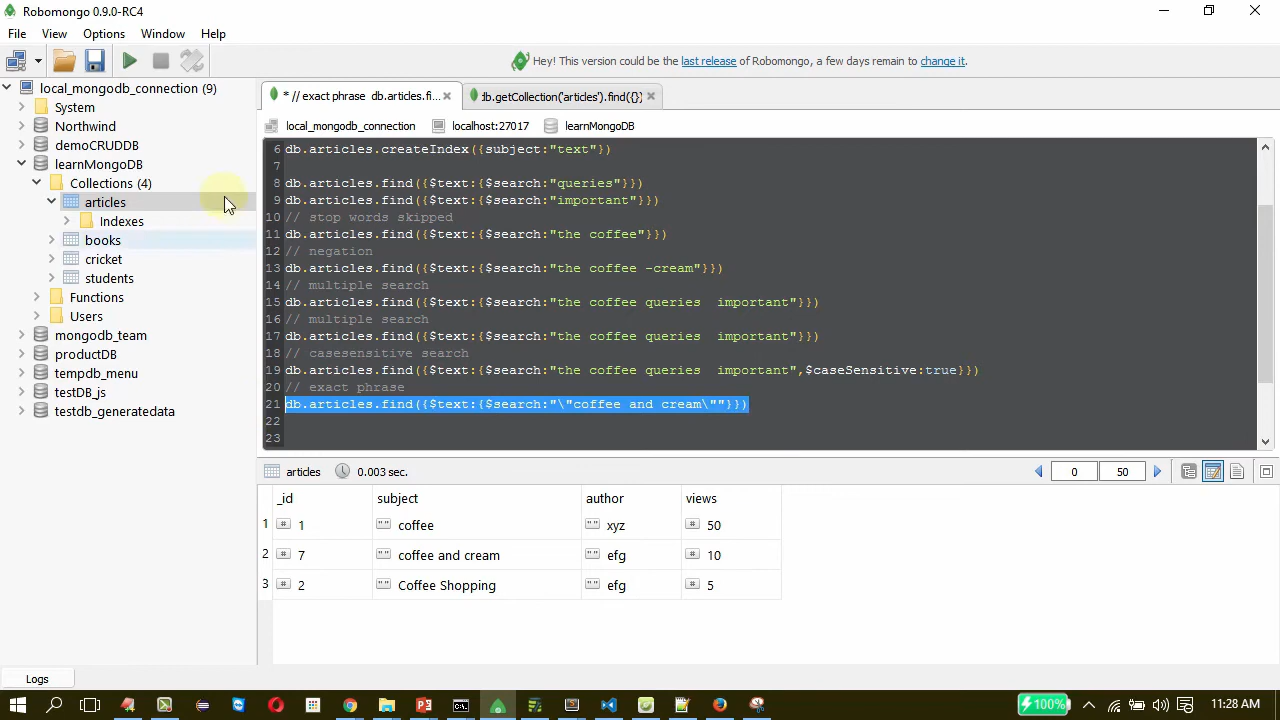 Robomongo 0.9.0-RC4
File View Options Window Help
Hey! This version could be the last release of Robomongo, a few days remain to change it.
local_mongodb_connection (9)
System
Northwind
demoCRUDDB
learnMongoDB
Collections (4)
articles
Indexes
books
cricket
students
Functions
Users
mongodb_team
productDB
tempdb_menu
testDB_js
testdb_generatedata
* // exact phrase db.articles.fi...
db.getCollection('articles').find({})
local_mongodb_connection localhost:27017 learnMongoDB
6 db.articles.createIndex({subject:"text"})
7
8 db.articles.find({$text:{$search:"queries"}})
9 db.articles.find({$text:{$search:"important"}})
10 // stop words skipped
11 db.articles.find({$text:{$search:"the coffee"}})
12 // negation
13 db.articles.find({$text:{$search:"the coffee -cream"}})
14 // multiple search
15 db.articles.find({$text:{$search:"the coffee queries  important"}})
16 // multiple search
17 db.articles.find({$text:{$search:"the coffee queries  important"}})
18 // casesensitive search
19 db.articles.find({$text:{$search:"the coffee queries  important",$caseSensitive:true}})
20 // exact phrase
21 db.articles.find({$text:{$search:"\"coffee and cream\""}})
22
23
articles 0.003 sec. 0 50
_id subject author views
1 # 1 "" coffee "" xyz # 50
2 # 7 "" coffee and cream "" efg # 10
3 # 2 "" Coffee Shopping "" efg # 5
Logs
100% 11:28 AM